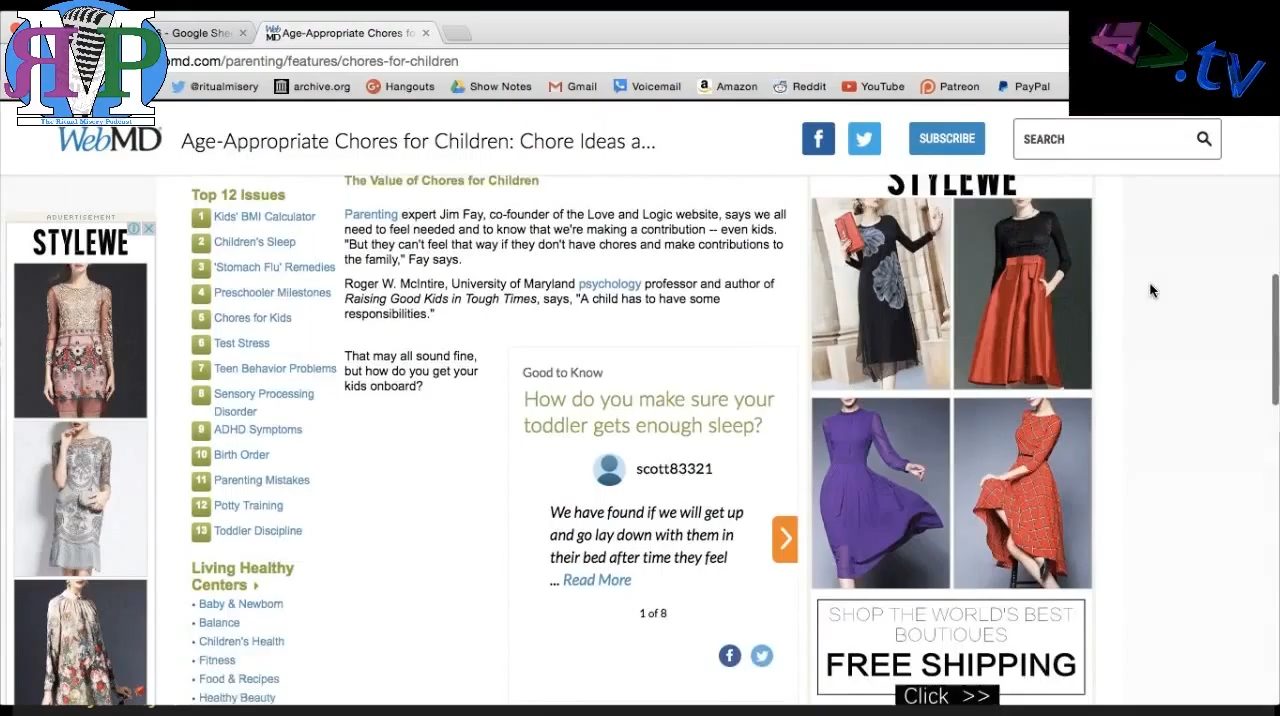 RMP
The Ritual Misery Podcast
.tv
- Google She
Web MD Age-Appropriate Chores fo
md.com/parenting/features/chores-for-children
@ritualmisery
archive.org
Hangouts
Show Notes
Gmail
Voicemail
Amazon
Reddit
YouTube
Patreon
PayPal
WebMD
Age-Appropriate Chores for Children: Chore Ideas a...
SUBSCRIBE
SEARCH
ADVERTISEMENT
STYLEWE
Top 12 Issues
1 Kids' BMI Calculator
2 Children's Sleep
3 'Stomach Flu' Remedies
4 Preschooler Milestones
5 Chores for Kids
6 Test Stress
7 Teen Behavior Problems
8 Sensory Processing
Disorder
9 ADHD Symptoms
10 Birth Order
11 Parenting Mistakes
12 Potty Training
13 Toddler Discipline
Living Healthy
Centers
• Baby & Newborn
• Balance
• Children's Health
• Fitness
• Food & Recipes
• Healthy Beauty
The Value of Chores for Children
Parenting expert Jim Fay, co-founder of the Love and Logic website, says we all
need to feel needed and to know that we're making a contribution -- even kids.
"But they can't feel that way if they don't have chores and make contributions to
the family," Fay says.
Roger W. McIntire, University of Maryland psychology professor and author of
Raising Good Kids in Tough Times, says, "A child has to have some
responsibilities."
That may all sound fine,
but how do you get your
kids onboard?
Good to Know
How do you make sure your
toddler gets enough sleep?
scott83321
We have found if we will get up
and go lay down with them in
their bed after time they feel
... Read More
1 of 8
STYLEWE
SHOP THE WORLD'S BEST
BOUTIQUES
FREE SHIPPING
Click >>